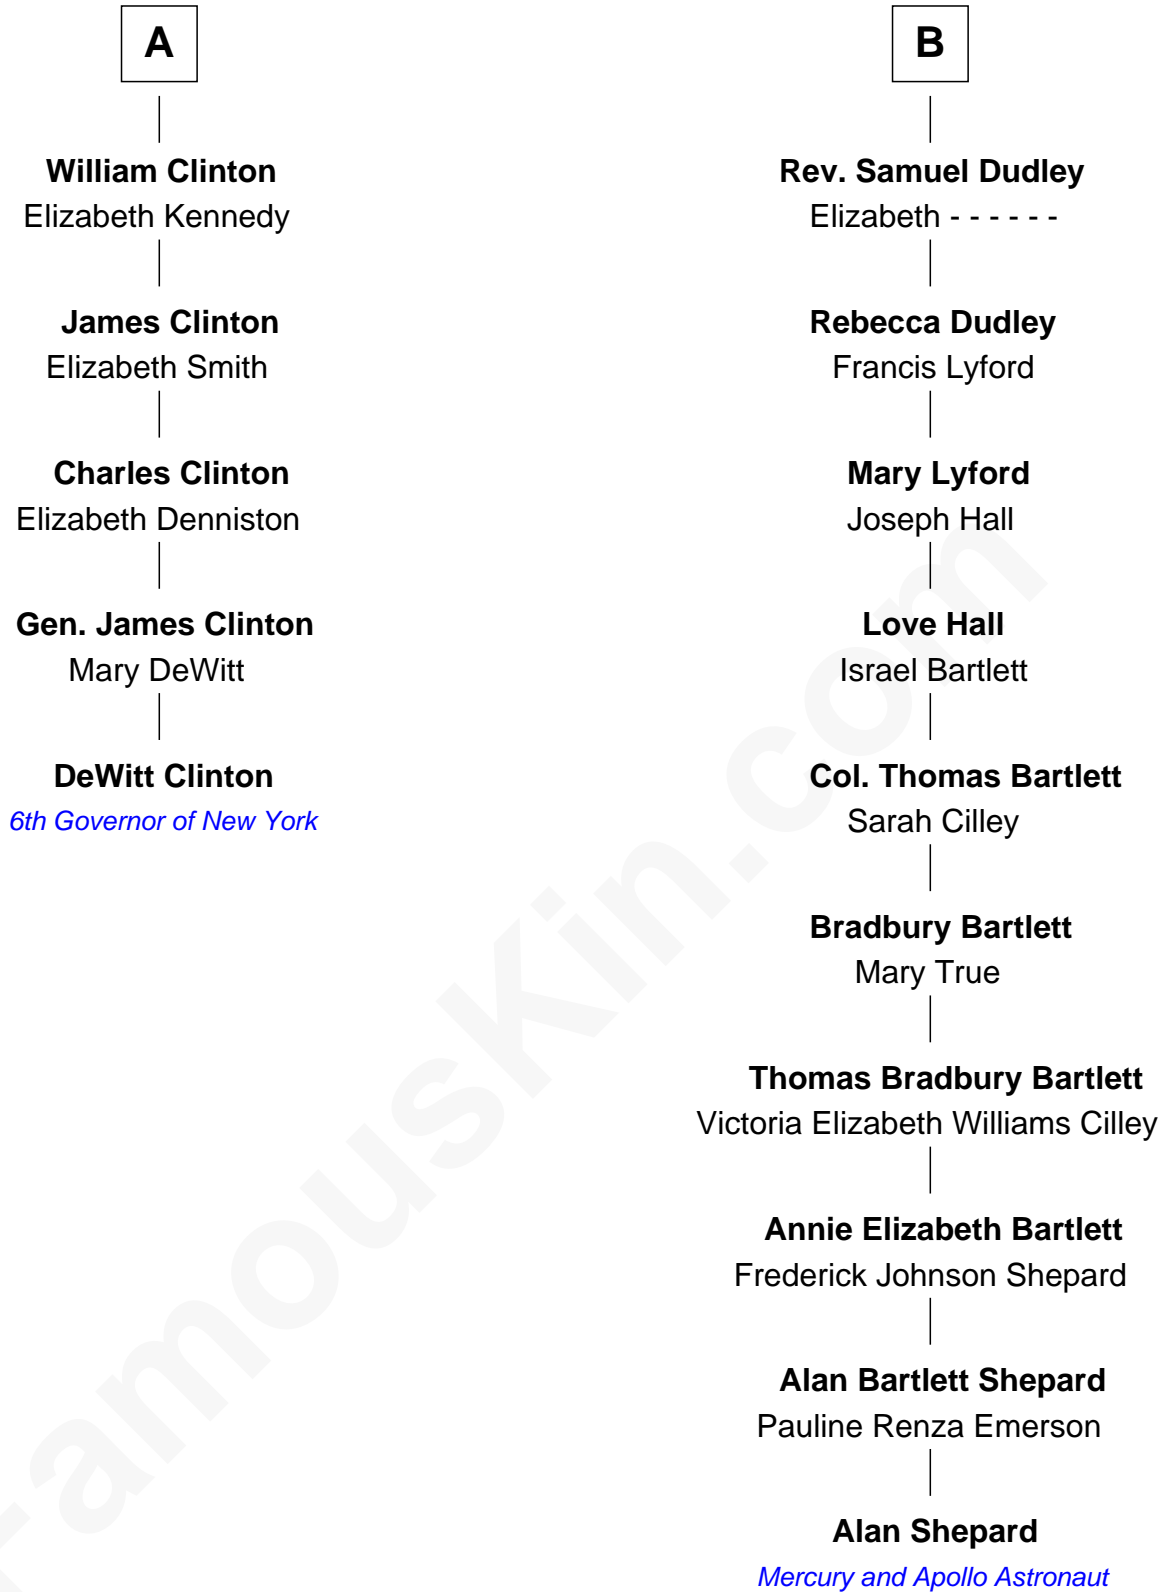 A
William Clinton
Elizabeth Kennedy
James Clinton
Elizabeth Smith
Charles Clinton
Elizabeth Denniston
Gen. James Clinton
Mary DeWitt
DeWitt Clinton
6th Governor of New York
B
Rev. Samuel Dudley
Elizabeth - - - - - -
Rebecca Dudley
Francis Lyford
Mary Lyford
Joseph Hall
Love Hall
Israel Bartlett
Col. Thomas Bartlett
Sarah Cilley
Bradbury Bartlett
Mary True
Thomas Bradbury Bartlett
Victoria Elizabeth Williams Cilley
Annie Elizabeth Bartlett
Frederick Johnson Shepard
Alan Bartlett Shepard
Pauline Renza Emerson
Alan Shepard
Mercury and Apollo Astronaut
FamousKin.com